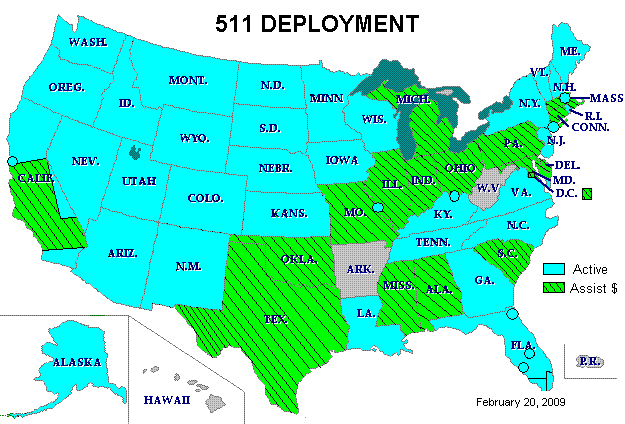 511 DEPLOYMENT
WASH.
ME.
MONT.
N.D.
VT.
OREG.
MINN
N.H.
ID.
MICH.
N.Y.
MASS
WIS.
R.I.
S.D.
CONN.
WYO.
PA.
N.J.
NEV.
IOWA
NEBR.
OHIO
DEL.
CALIF.
UTAH
ILL.
IND.
MD.
W.V
VA.
D.C.
COLO.
KANS.
MO.
KY.
N.C.
TENN.
ARIZ.
S.C.
OKLA.
N.M.
ARK.
Active
GA.
MISS.
ALA.
Assist $
LA.
TEX.
FLA.
ALASKA
P.R.
HAWAII
February 20, 2009